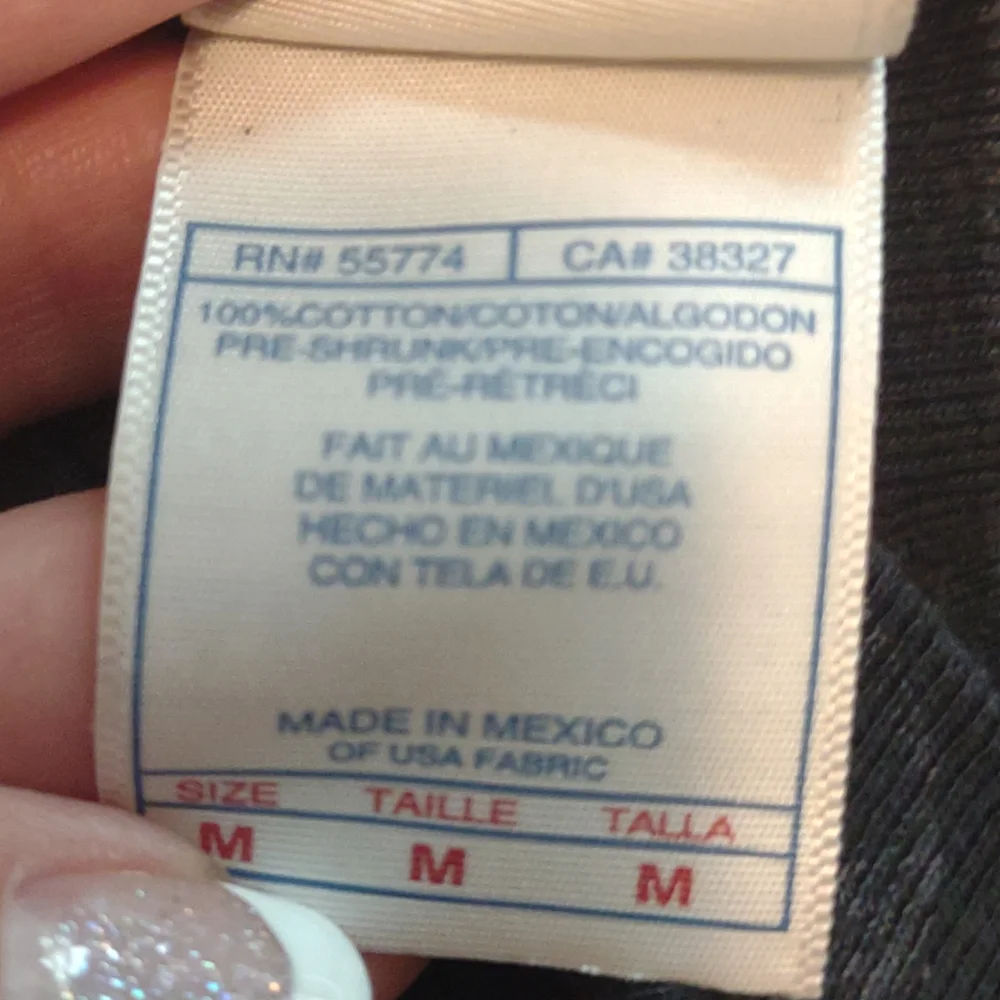 RN# 55774 CA# 38327
100%COTTON/COTON/ALGODON
PRE-SHRUNK/PRE-ENCOGIDO
PRÉ-RÉTRÉCI
FAIT AU MEXIQUE
DE MATERIEL D'USA
HECHO EN MEXICO
CON TELA DE E.U.
MADE IN MEXICO
OF USA FABRIC
SIZE TAILLE TALLA
M M M